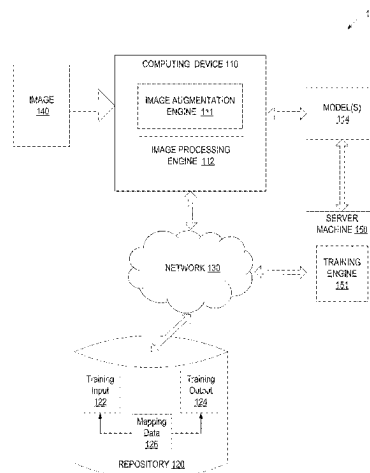 COMPUTING DEVICE 110
IMAGE
140
IMAGE AUGMENTATION
ENGINE 111
IMAGE PROCESSING
ENGINE 112
MODEL(S)
114
SERVER
MACHINE 150
NETWORK 130
TRAINING
ENGINE
151
Training
Input
122
Training
Output
124
Mapping
Data
126
REPOSITORY 120